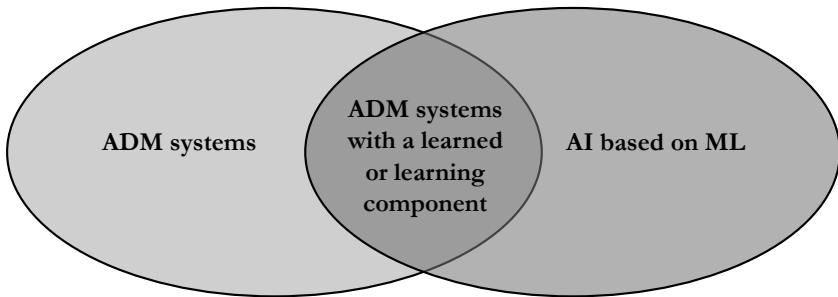 ADM systems
ADM systems
with a learned
or learning
component
AI based on ML